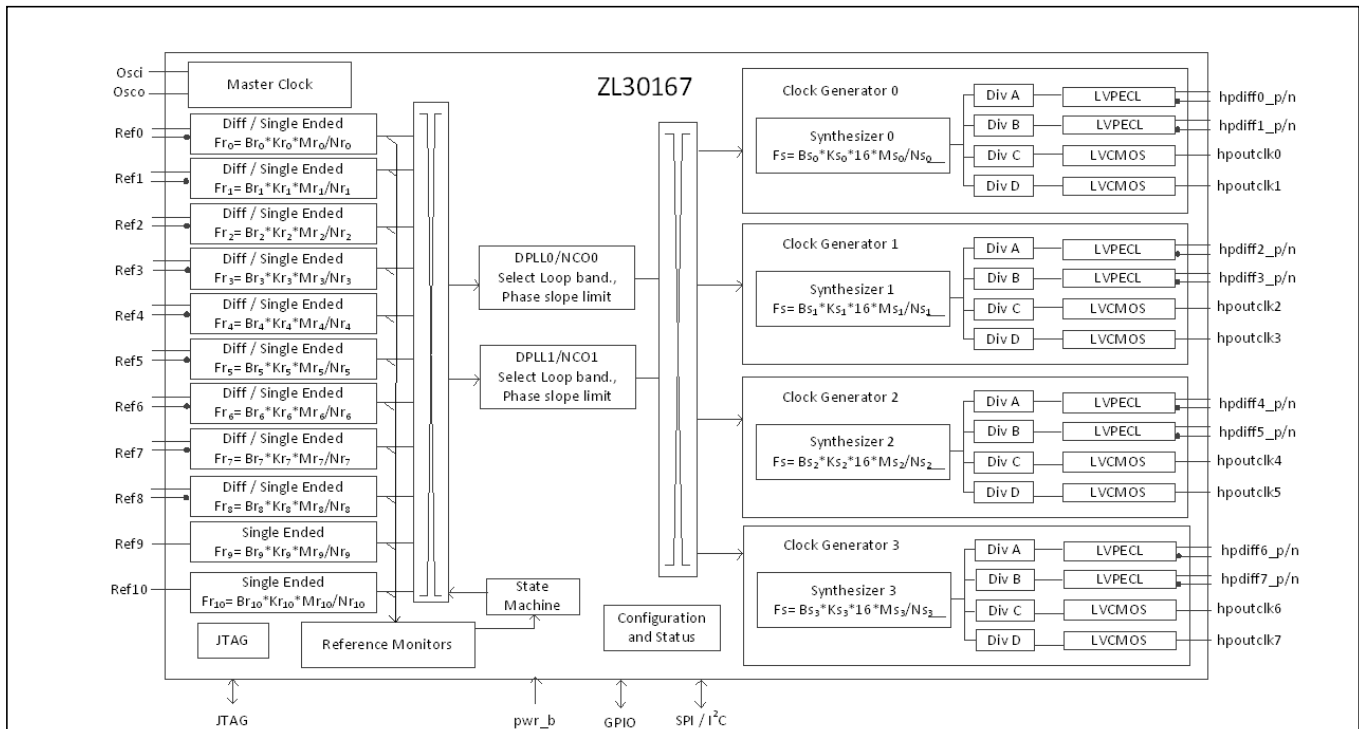 ZL30167
Osci
Osco
Master Clock
Ref0
Diff / Single Ended
Fr₀= Br₀*Kr₀*Mr₀/Nr₀
Ref1
Diff / Single Ended
Fr₁= Br₁*Kr₁*Mr₁/Nr₁
Ref2
Diff / Single Ended
Fr₂= Br₂*Kr₂*Mr₂/Nr₂
Ref3
Diff / Single Ended
Fr₃= Br₃*Kr₃*Mr₃/Nr₃
Ref4
Diff / Single Ended
Fr₄= Br₄*Kr₄*Mr₄/Nr₄
Ref5
Diff / Single Ended
Fr₅= Br₅*Kr₅*Mr₅/Nr₅
Ref6
Diff / Single Ended
Fr₆= Br₆*Kr₆*Mr₆/Nr₆
Ref7
Diff / Single Ended
Fr₇= Br₇*Kr₇*Mr₇/Nr₇
Ref8
Diff / Single Ended
Fr₈= Br₈*Kr₈*Mr₈/Nr₈
Ref9
Single Ended
Fr₉= Br₉*Kr₉*Mr₉/Nr₉
Ref10
Single Ended
Fr₁₀= Br₁₀*Kr₁₀*Mr₁₀/Nr₁₀
JTAG
Reference Monitors
State
Machine
DPLL0/NCO0
Select Loop band.,
Phase slope limit
DPLL1/NCO1
Select Loop band.,
Phase slope limit
Configuration
and Status
Clock Generator 0
Synthesizer 0
Fs= Bs₀*Ks₀*16*Ms₀/Ns₀
Div A
LVPECL
hpdiff0_p/n
Div B
LVPECL
hpdiff1_p/n
Div C
LVCMOS
hpoutclk0
Div D
LVCMOS
hpoutclk1
Clock Generator 1
Synthesizer 1
Fs= Bs₁*Ks₁*16*Ms₁/Ns₁
Div A
LVPECL
hpdiff2_p/n
Div B
LVPECL
hpdiff3_p/n
Div C
LVCMOS
hpoutclk2
Div D
LVCMOS
hpoutclk3
Clock Generator 2
Synthesizer 2
Fs= Bs₂*Ks₂*16*Ms₂/Ns₂
Div A
LVPECL
hpdiff4_p/n
Div B
LVPECL
hpdiff5_p/n
Div C
LVCMOS
hpoutclk4
Div D
LVCMOS
hpoutclk5
Clock Generator 3
Synthesizer 3
Fs= Bs₃*Ks₃*16*Ms₃/Ns₃
Div A
LVPECL
hpdiff6_p/n
Div B
LVPECL
hpdiff7_p/n
Div C
LVCMOS
hpoutclk6
Div D
LVCMOS
hpoutclk7
JTAG
pwr_b
GPIO
SPI / I²C